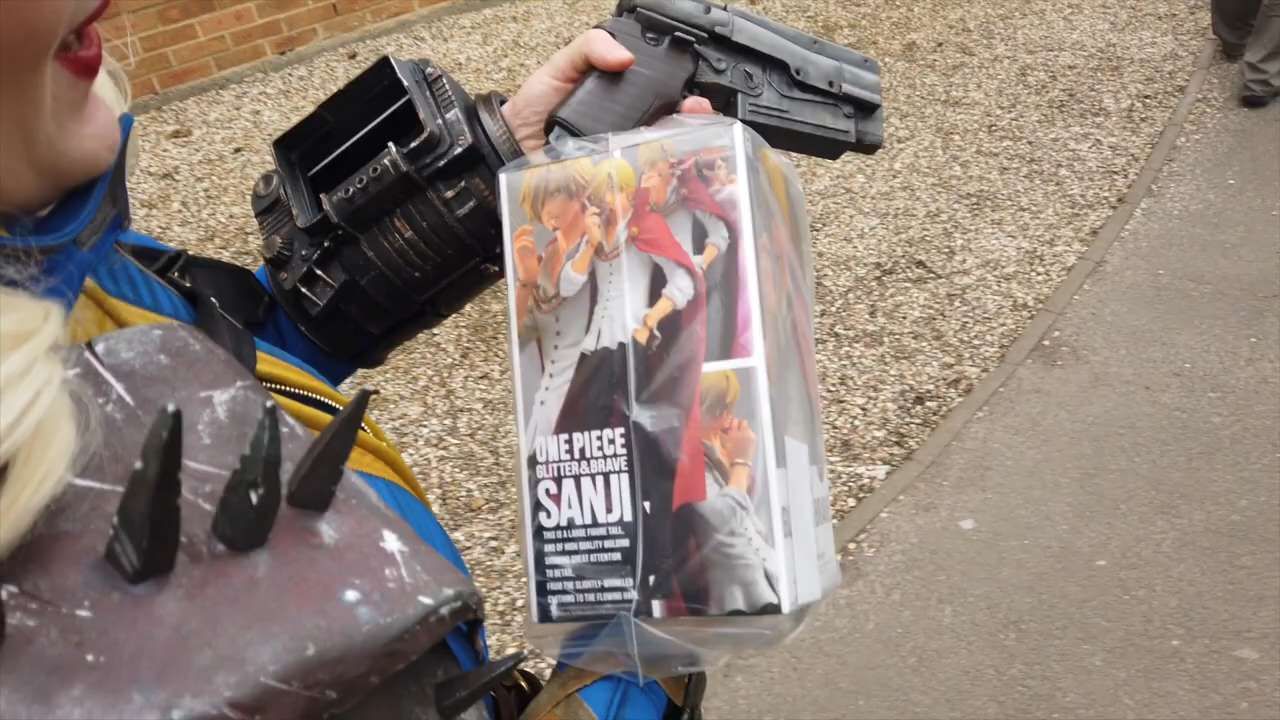 ONE PIECE
GLITTER&BRAVE
SANJI
THIS IS A LARGE FIGURE TALL,
AND OF HIGH QUALITY MOLDING
SHOWING GREAT ATTENTION
TO DETAIL,
FROM THE SLIGHTLY-WRINKLED
CLOTHING TO THE FLOWING HAIR.